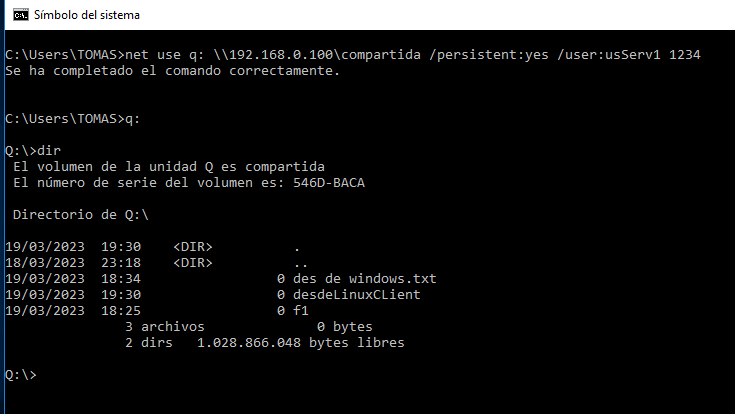 Símbolo del sistema
C:\Users\TOMAS>net use q: \\192.168.0.100\compartida /persistent:yes /user:usServ1 1234
Se ha completado el comando correctamente.
C:\Users\TOMAS>q:
Q:\>dir
El volumen de la unidad Q es compartida
El número de serie del volumen es: 546D-BACA
Directorio de Q:\
19/03/2023  19:30    <DIR>          .
18/03/2023  23:18    <DIR>          ..
19/03/2023  18:34                 0 des de windows.txt
19/03/2023  19:30                 0 desdeLinuxCLient
19/03/2023  18:25                 0 f1
3 archivos              0 bytes
2 dirs   1.028.866.048 bytes libres
Q:\>